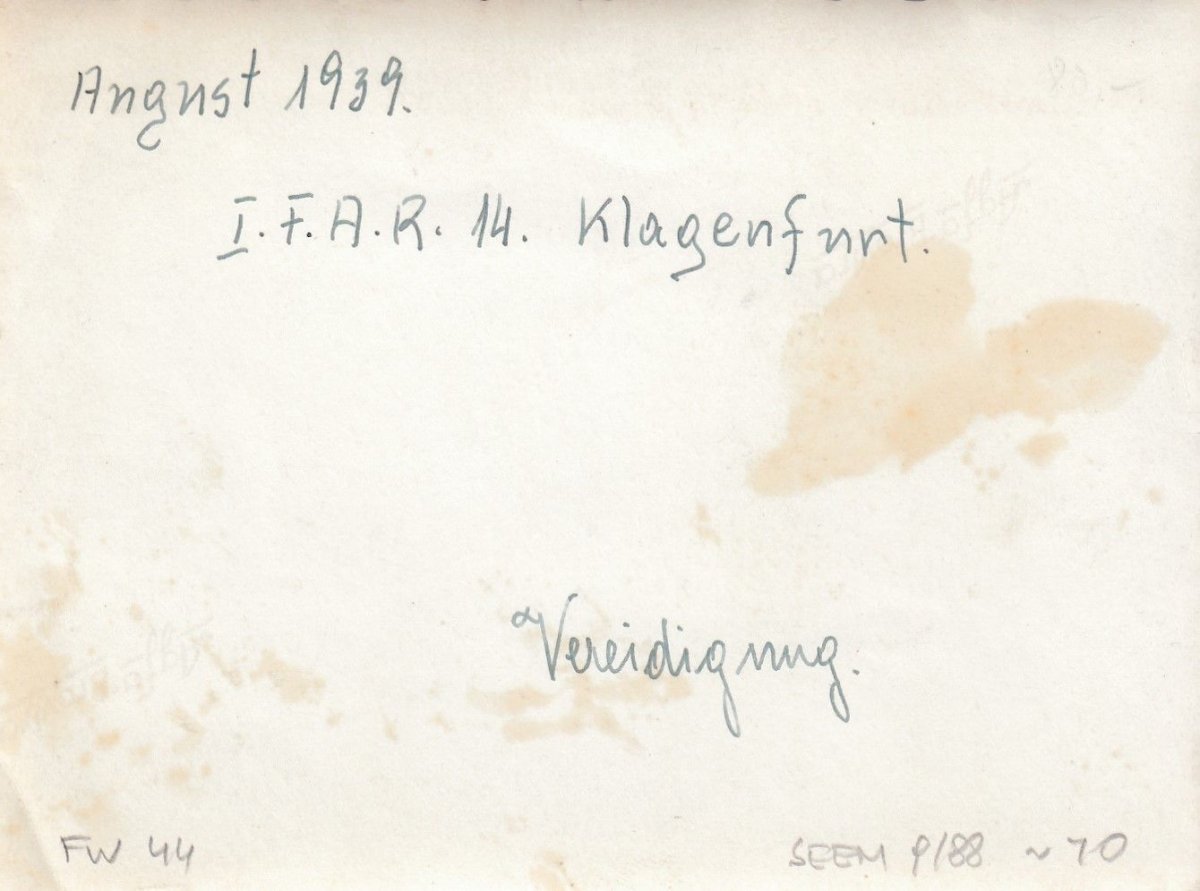 August 1939.
I. F.A.R. 14. Klagenfurt.
Vereidigung.
FW 44
SEEM 9/88 ~ 70